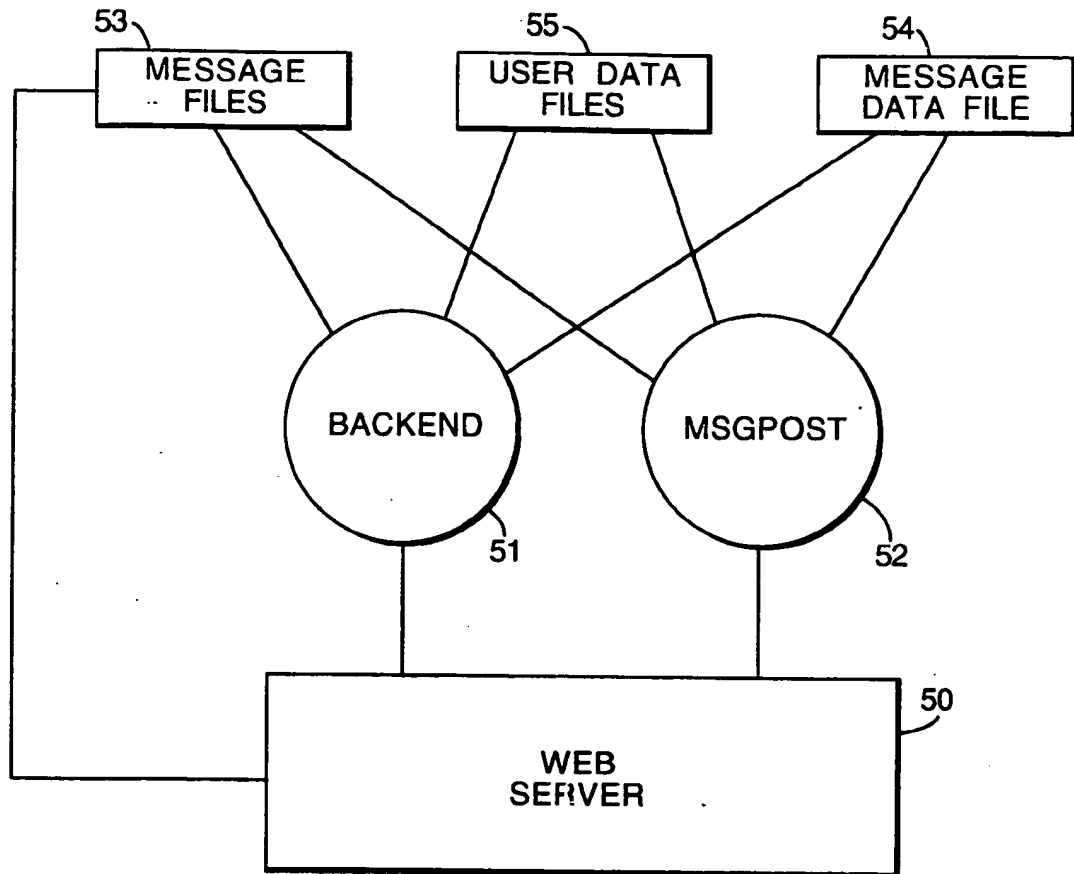 53
MESSAGE
FILES
55
USER DATA
FILES
54
MESSAGE
DATA FILE
BACKEND
51
MSGPOST
52
50
WEB
SERVER